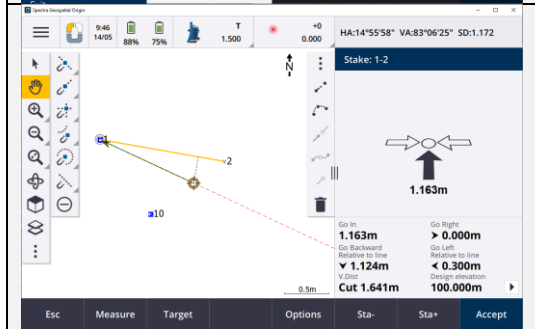 Spectra Geospatial Origin
9:46
14/05
88%
75%
T
1.500
+0
0.000
HA:14°55'58" VA:83°06'25" SD:1.172
Stake: 1-2
N
1
2
10
0.5m
1.163m
Go In
1.163m
Go Right
0.000m
Go Backward
Relative to line
1.124m
Go Left
Relative to line
0.300m
V.Dist
Cut 1.641m
Design elevation
100.000m
Esc
Measure
Target
Options
Sta-
Sta+
Accept